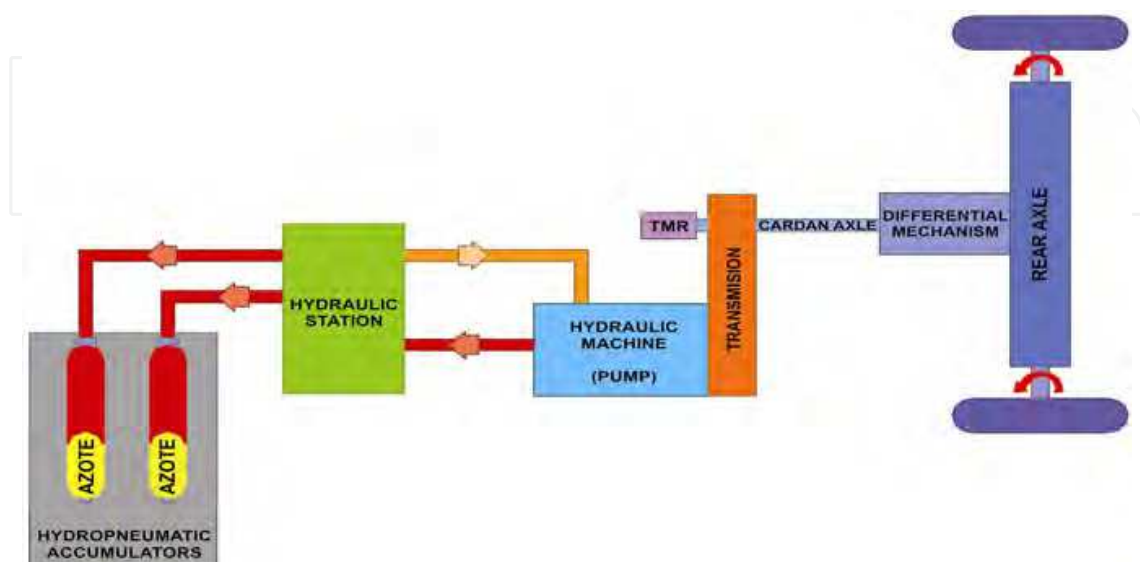 TMR
TRANSMISION
CARDAN AXLE
DIFFERENTIAL
MECHANISM
REAR AXLE
HYDRAULIC
STATION
HYDRAULIC
MACHINE
(PUMP)
AZOTE
AZOTE
HYDROPNEUMATIC
ACCUMULATORS